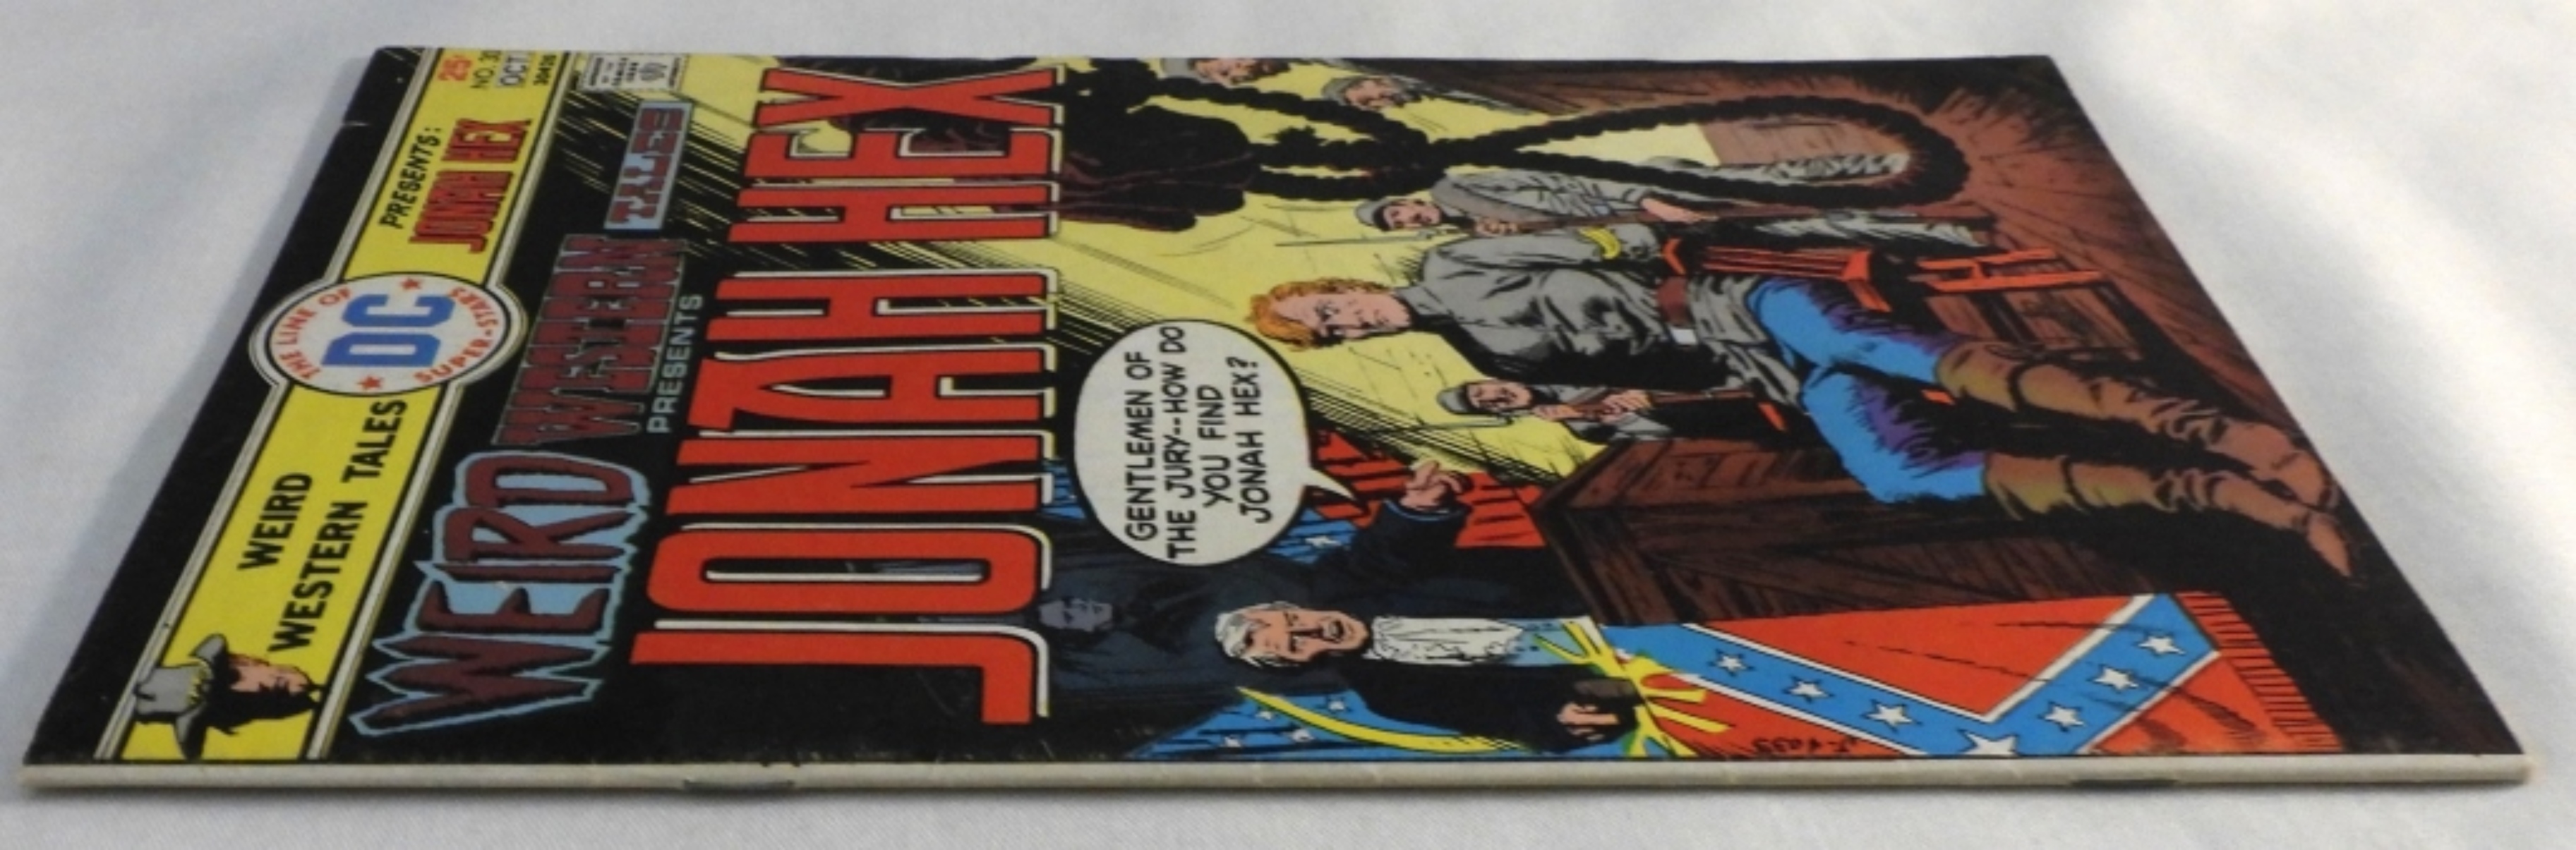 THE LINE OF
DC
SUPER-STARS
WEIRD
WESTERN TALES
PRESENTS:
JONAH HEX
25¢
NO. 30
OCT.
30426
WEIRD WESTERN TALES
PRESENTS
JONAH HEX
GENTLEMEN OF
THE JURY-- HOW DO
YOU FIND
JONAH HEX?